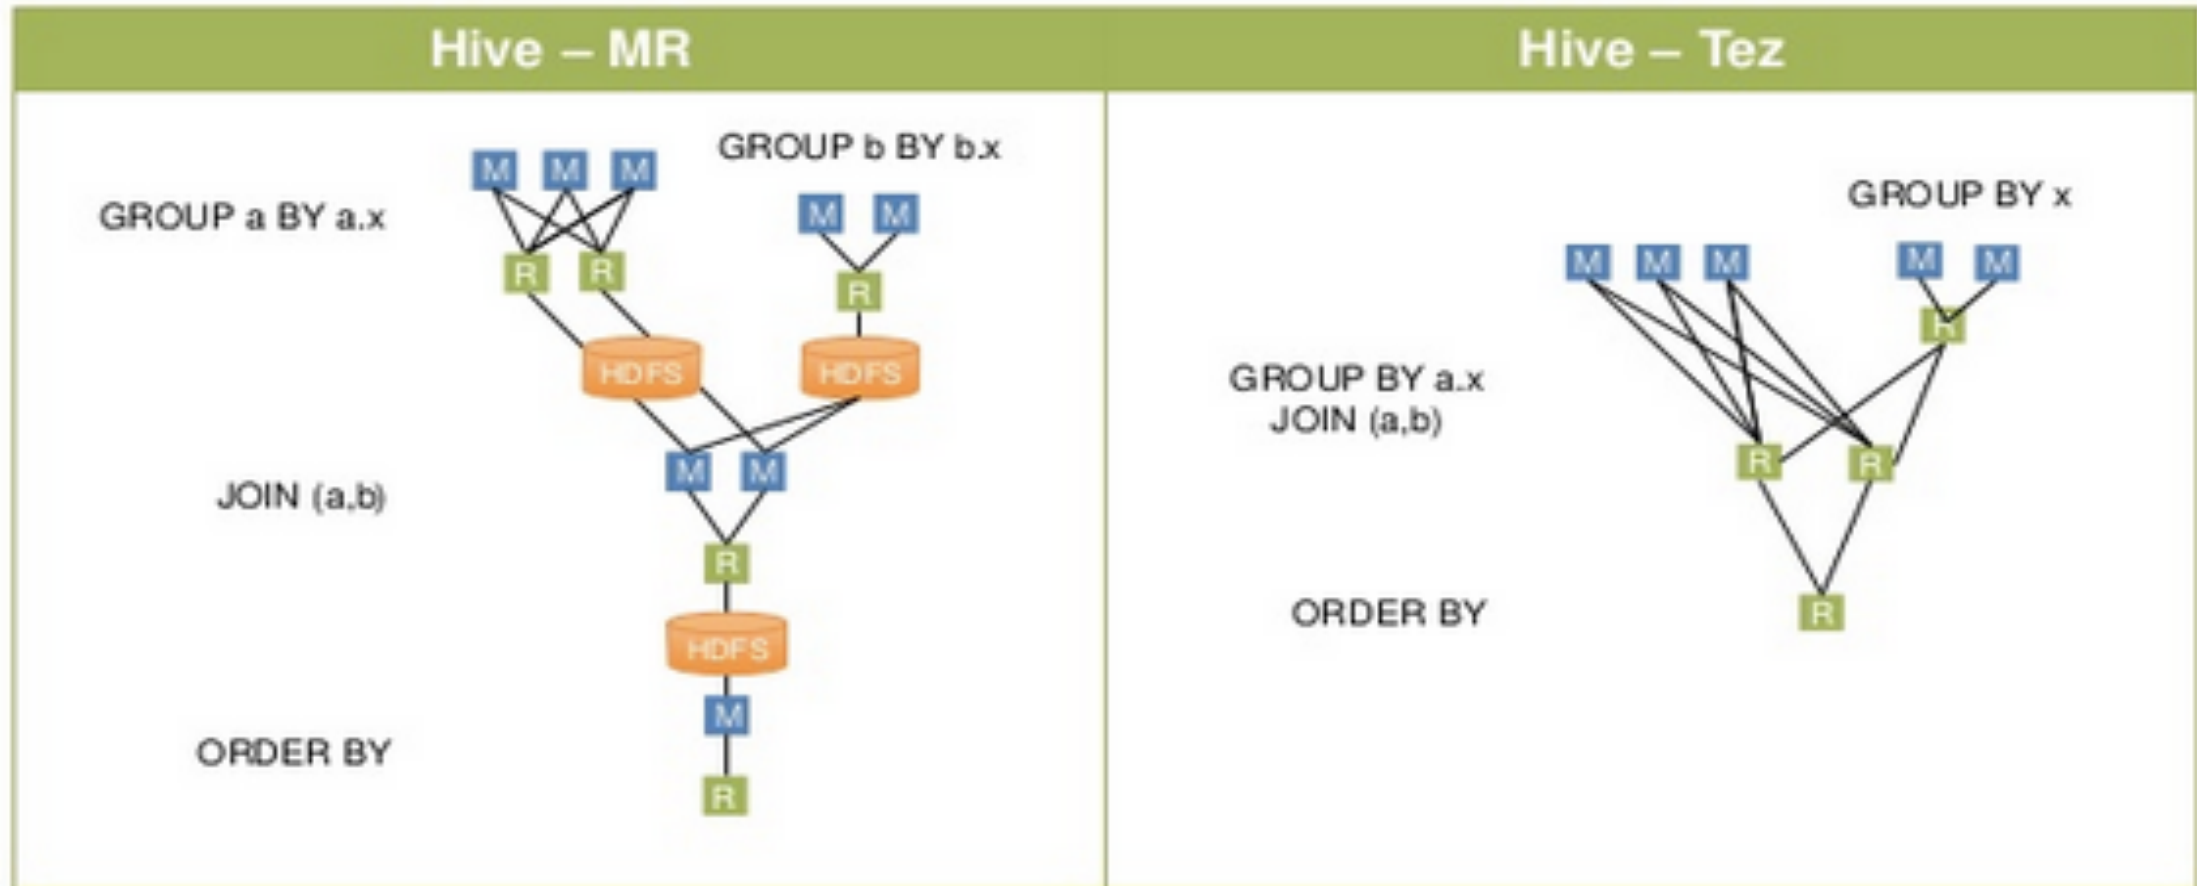 Hive – MR
GROUP b BY b.x
M M M
GROUP a BY a.x
M M
R R
R
HDFS HDFS
M M
JOIN (a,b)
R
HDFS
M
ORDER BY
R
Hive – Tez
GROUP BY x
M M M M M
R
GROUP BY a.x
JOIN (a,b)
R R
ORDER BY
R